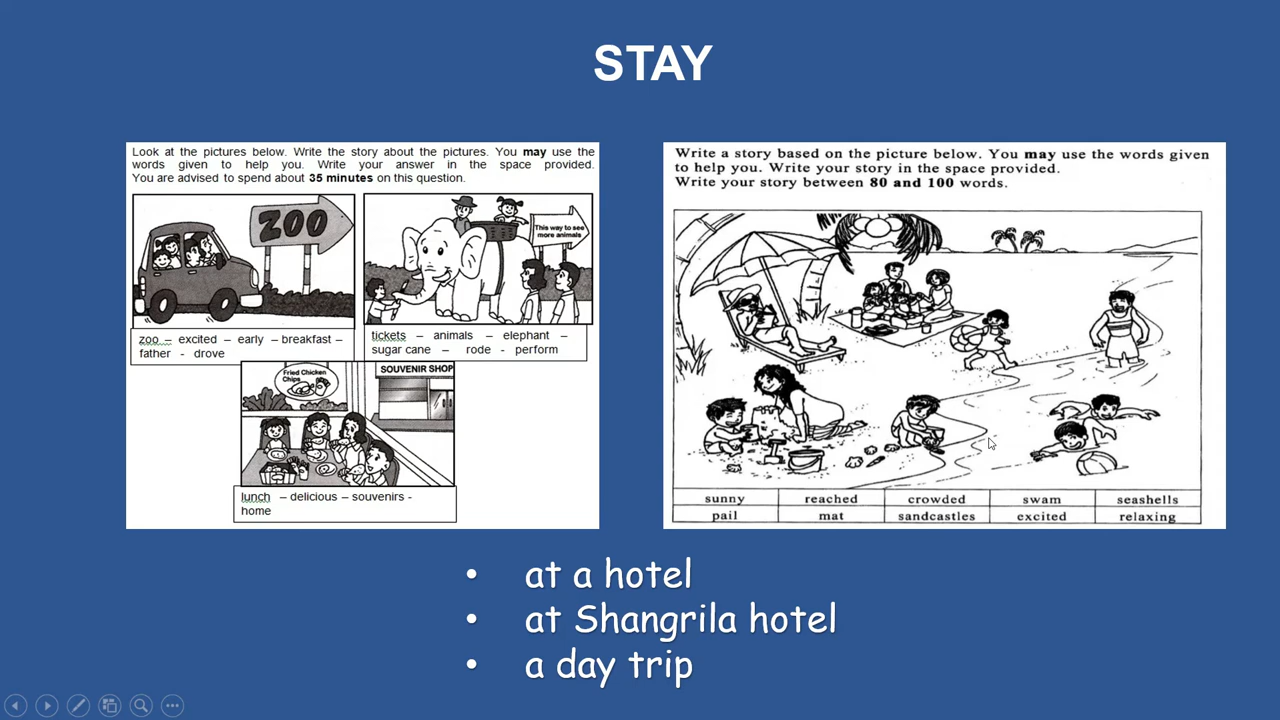 STAY
Look at the pictures below. Write the story about the pictures. You may use the
words given to help you. Write your answer in the space provided.
You are advised to spend about 35 minutes on this question.
ZOO
This way to see
more animals
zoo – excited – early – breakfast –
father - drove
tickets – animals – elephant –
sugar cane – rode - perform
Fried Chicken
Chips
SOUVENIR SHOP
lunch – delicious – souvenirs -
home
Write a story based on the picture below. You may use the words given
to help you. Write your story in the space provided.
Write your story between 80 and 100 words.
sunny reached crowded swam seashells
pail mat sandcastles excited relaxing
• at a hotel
• at Shangrila hotel
• a day trip